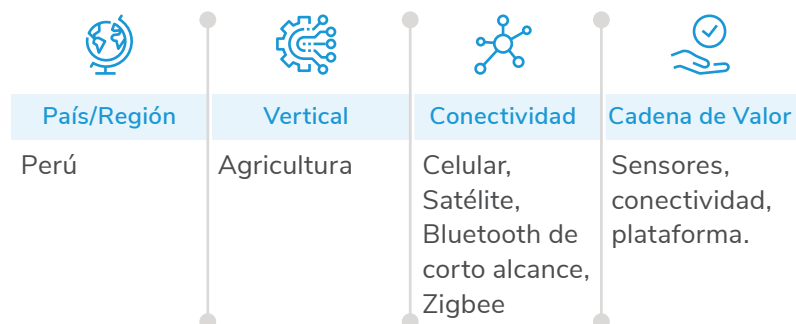 País/Región
Vertical
Conectividad
Cadena de Valor
Perú
Agricultura
Celular,
Satélite,
Bluetooth de
corto alcance,
Zigbee
Sensores,
conectividad,
plataforma.